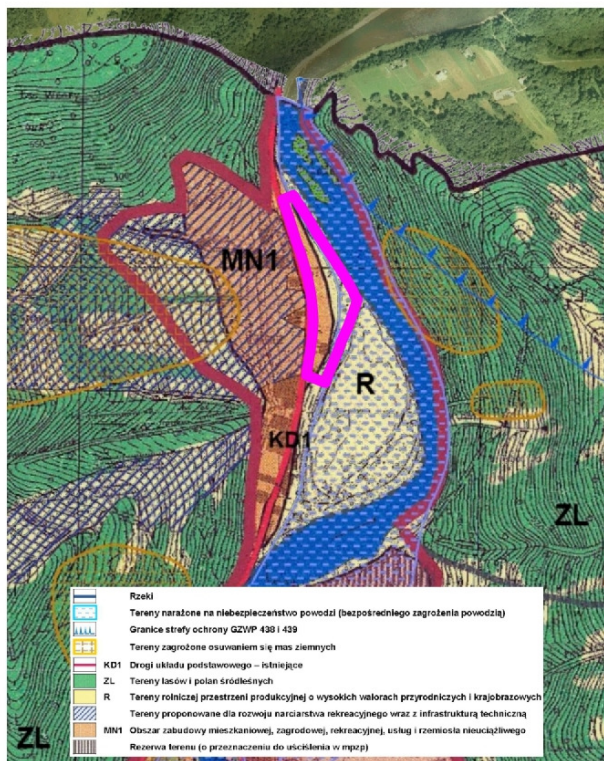 MN1
R
KD1
ZL
ZL
Rzeki
Tereny narażone na niebezpieczeństwo powodzi (bezpośredniego zagrożenia powodzią)
Granice strefy ochrony GZWP 438 i 439
Tereny zagrożone osuwaniem się mas ziemnych
KD1 Drogi układu podstawowego – istniejące
ZL Tereny lasów i polan śródleśnych
R Tereny rolniczej przestrzeni produkcyjnej o wysokich walorach przyrodniczych i krajobrazowych
Tereny proponowane dla rozwoju narciarstwa rekreacyjnego wraz z infrastrukturą techniczną
MN1 Obszar zabudowy mieszkaniowej, zagrodowej, rekreacyjnej, usług i rzemiosła nieuciążliwego
Rezerwa terenu (o przeznaczeniu do uściślenia w mpzp)